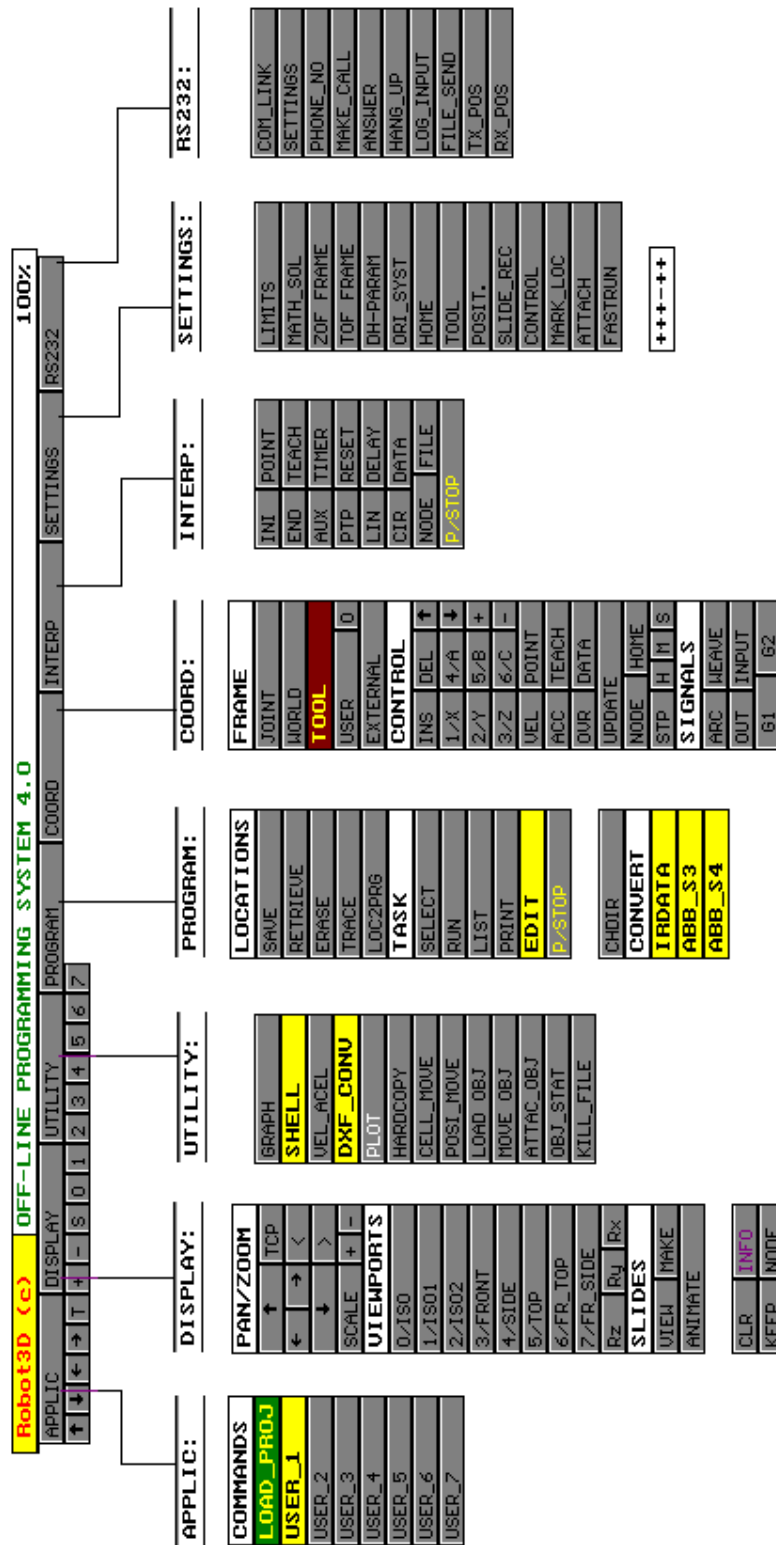 Robot3D (c) OFF-LINE PROGRAMMING SYSTEM 4.0 100%
APPLIC DISPLAY UTILITY PROGRAM COORD INTERP SETTINGS RS232
↑ ↓ ← → T + - S 0 1 2 3 4 5 6 7
APPLIC:
COMMANDS
LOAD_PROJ
USER_1
USER_2
USER_3
USER_4
USER_5
USER_6
USER_7
DISPLAY:
PAN/ZOOM
↑ TCP
← → <
↓ >
SCALE + -
VIEWPORTS
0/ISO
1/ISO1
2/ISO2
3/FRONT
4/SIDE
5/TOP
6/FR_TOP
7/FR_SIDE
Rz Ry Rx
SLIDES
VIEW MAKE
ANIMATE
CLR INFO
KEEP NODE
UTILITY:
GRAPH
SHELL
VEL_ACEL
DXF_CONV
PLOT
HARDCOPY
CELL_MOVE
POSI_MOVE
LOAD OBJ
MOVE OBJ
ATTAC_OBJ
OBJ_STAT
KILL_FILE
PROGRAM:
LOCATIONS
SAVE
RETRIEVE
ERASE
TRACE
LOC2PRG
TASK
SELECT
RUN
LIST
PRINT
EDIT
P/STOP
CHDIR
CONVERT
IRDATA
ABB_S3
ABB_S4
COORD:
FRAME
JOINT
WORLD
TOOL
USER 0
EXTERNAL
CONTROL
INS DEL ↑
1/X 4/A ↓
2/Y 5/B +
3/Z 6/C -
VEL POINT
ACC TEACH
OVR DATA
UPDATE
NODE HOME
STP H M S
SIGNALS
ARC WEAVE
OUT INPUT
G1 G2
INTERP:
INI POINT
END TEACH
AUX TIMER
PTP RESET
LIN DELAY
CIR DATA
NODE FILE
P/STOP
SETTINGS:
LIMITS
MATH_SOL
ZOF FRAME
TOF FRAME
DH-PARAM
ORI_SYST
HOME
TOOL
POSIT.
SLIDE_REC
CONTROL
MARK_LOC
ATTACH
FASTRUN
+++-++
RS232:
COM_LINK
SETTINGS
PHONE_NO
MAKE_CALL
ANSWER
HANG_UP
LOG_INPUT
FILE_SEND
TX_POS
RX_POS